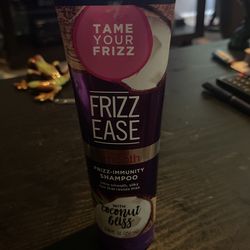 TAME
YOUR
FRIZZ
FRIZZ
EASE
FRIZZ-IMMUNITY
SHAMPOO
WITH
coconut
bliss